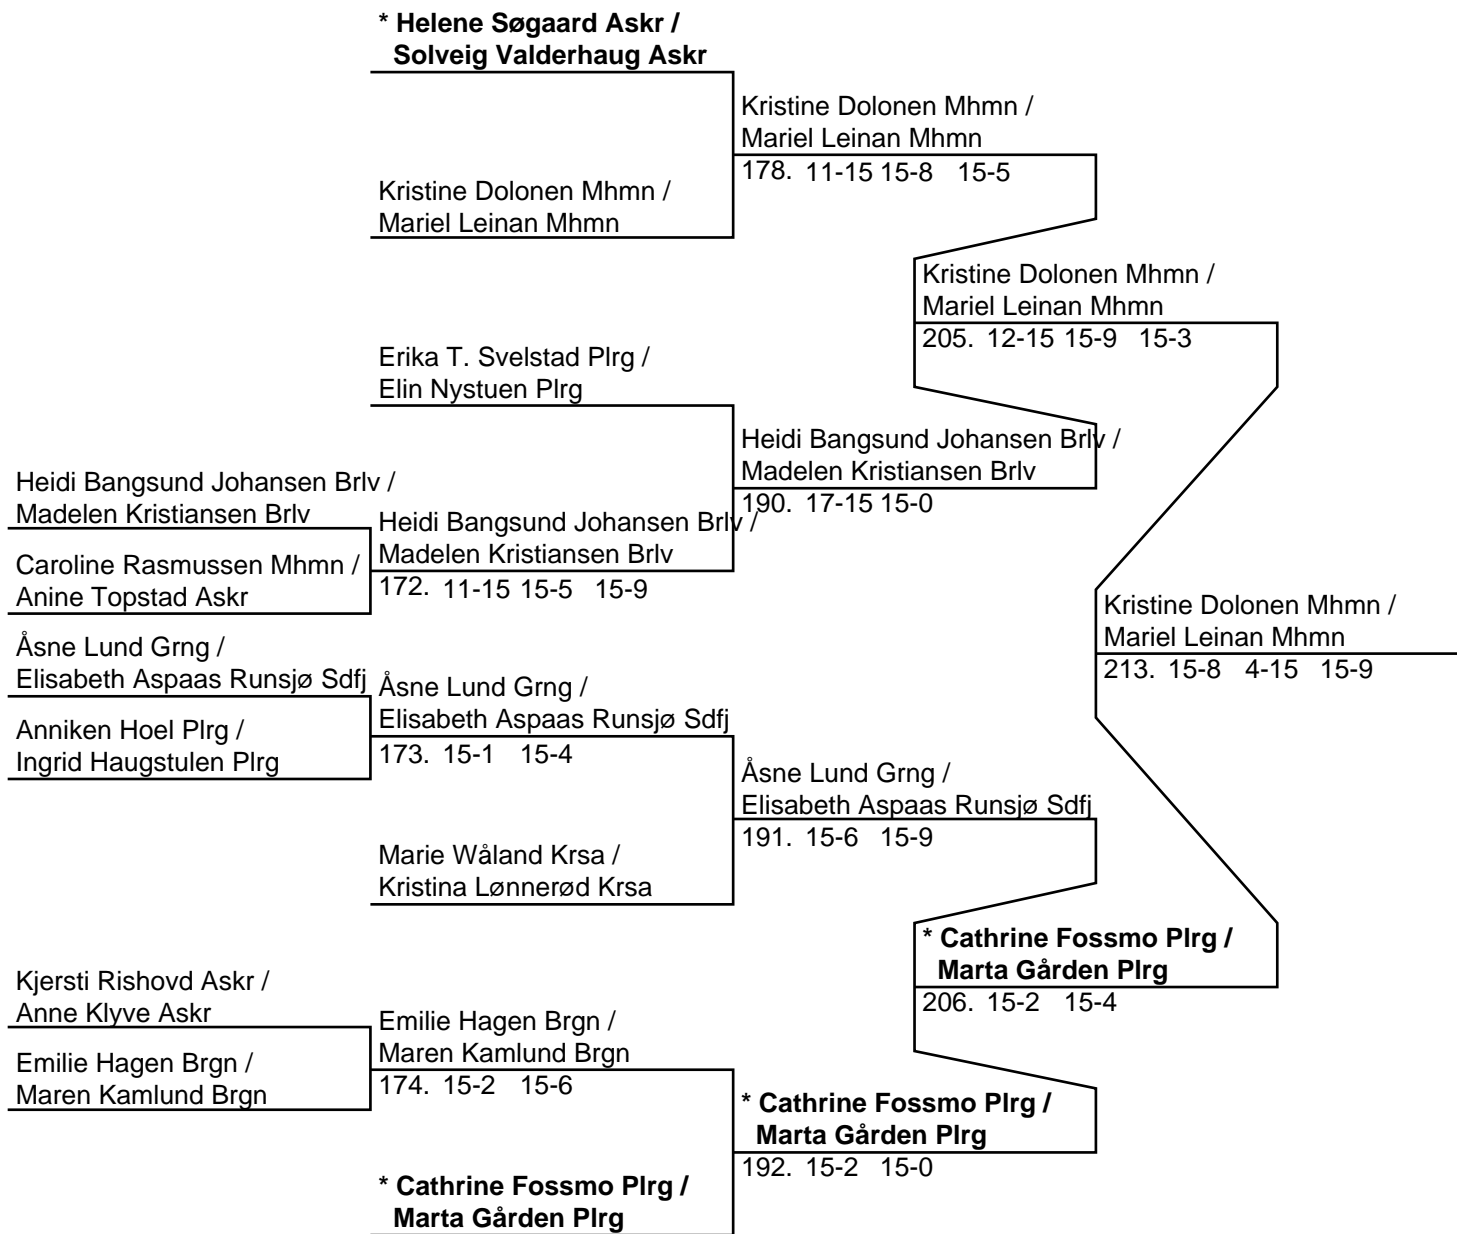 * Helene Søgaard Askr /
Solveig Valderhaug Askr
Kristine Dolonen Mhmn /
Mariel Leinan Mhmn
178. 11-15 15-8 15-5
Kristine Dolonen Mhmn /
Mariel Leinan Mhmn
Kristine Dolonen Mhmn /
Mariel Leinan Mhmn
205. 12-15 15-9 15-3
Erika T. Svelstad Plrg /
Elin Nystuen Plrg
Heidi Bangsund Johansen Brlv /
Madelen Kristiansen Brlv
190. 17-15 15-0
Heidi Bangsund Johansen Brlv /
Madelen Kristiansen Brlv
Heidi Bangsund Johansen Brlv /
Madelen Kristiansen Brlv
172. 11-15 15-5 15-9
Caroline Rasmussen Mhmn /
Anine Topstad Askr
Kristine Dolonen Mhmn /
Mariel Leinan Mhmn
213. 15-8 4-15 15-9
Åsne Lund Grng /
Elisabeth Aspaas Runsjø Sdfj
Åsne Lund Grng /
Elisabeth Aspaas Runsjø Sdfj
173. 15-1 15-4
Anniken Hoel Plrg /
Ingrid Haugstulen Plrg
Åsne Lund Grng /
Elisabeth Aspaas Runsjø Sdfj
191. 15-6 15-9
Marie Wåland Krsa /
Kristina Lønnerød Krsa
* Cathrine Fossmo Plrg /
Marta Gården Plrg
206. 15-2 15-4
Kjersti Rishovd Askr /
Anne Klyve Askr
Emilie Hagen Brgn /
Maren Kamlund Brgn
174. 15-2 15-6
Emilie Hagen Brgn /
Maren Kamlund Brgn
* Cathrine Fossmo Plrg /
Marta Gården Plrg
192. 15-2 15-0
* Cathrine Fossmo Plrg /
Marta Gården Plrg